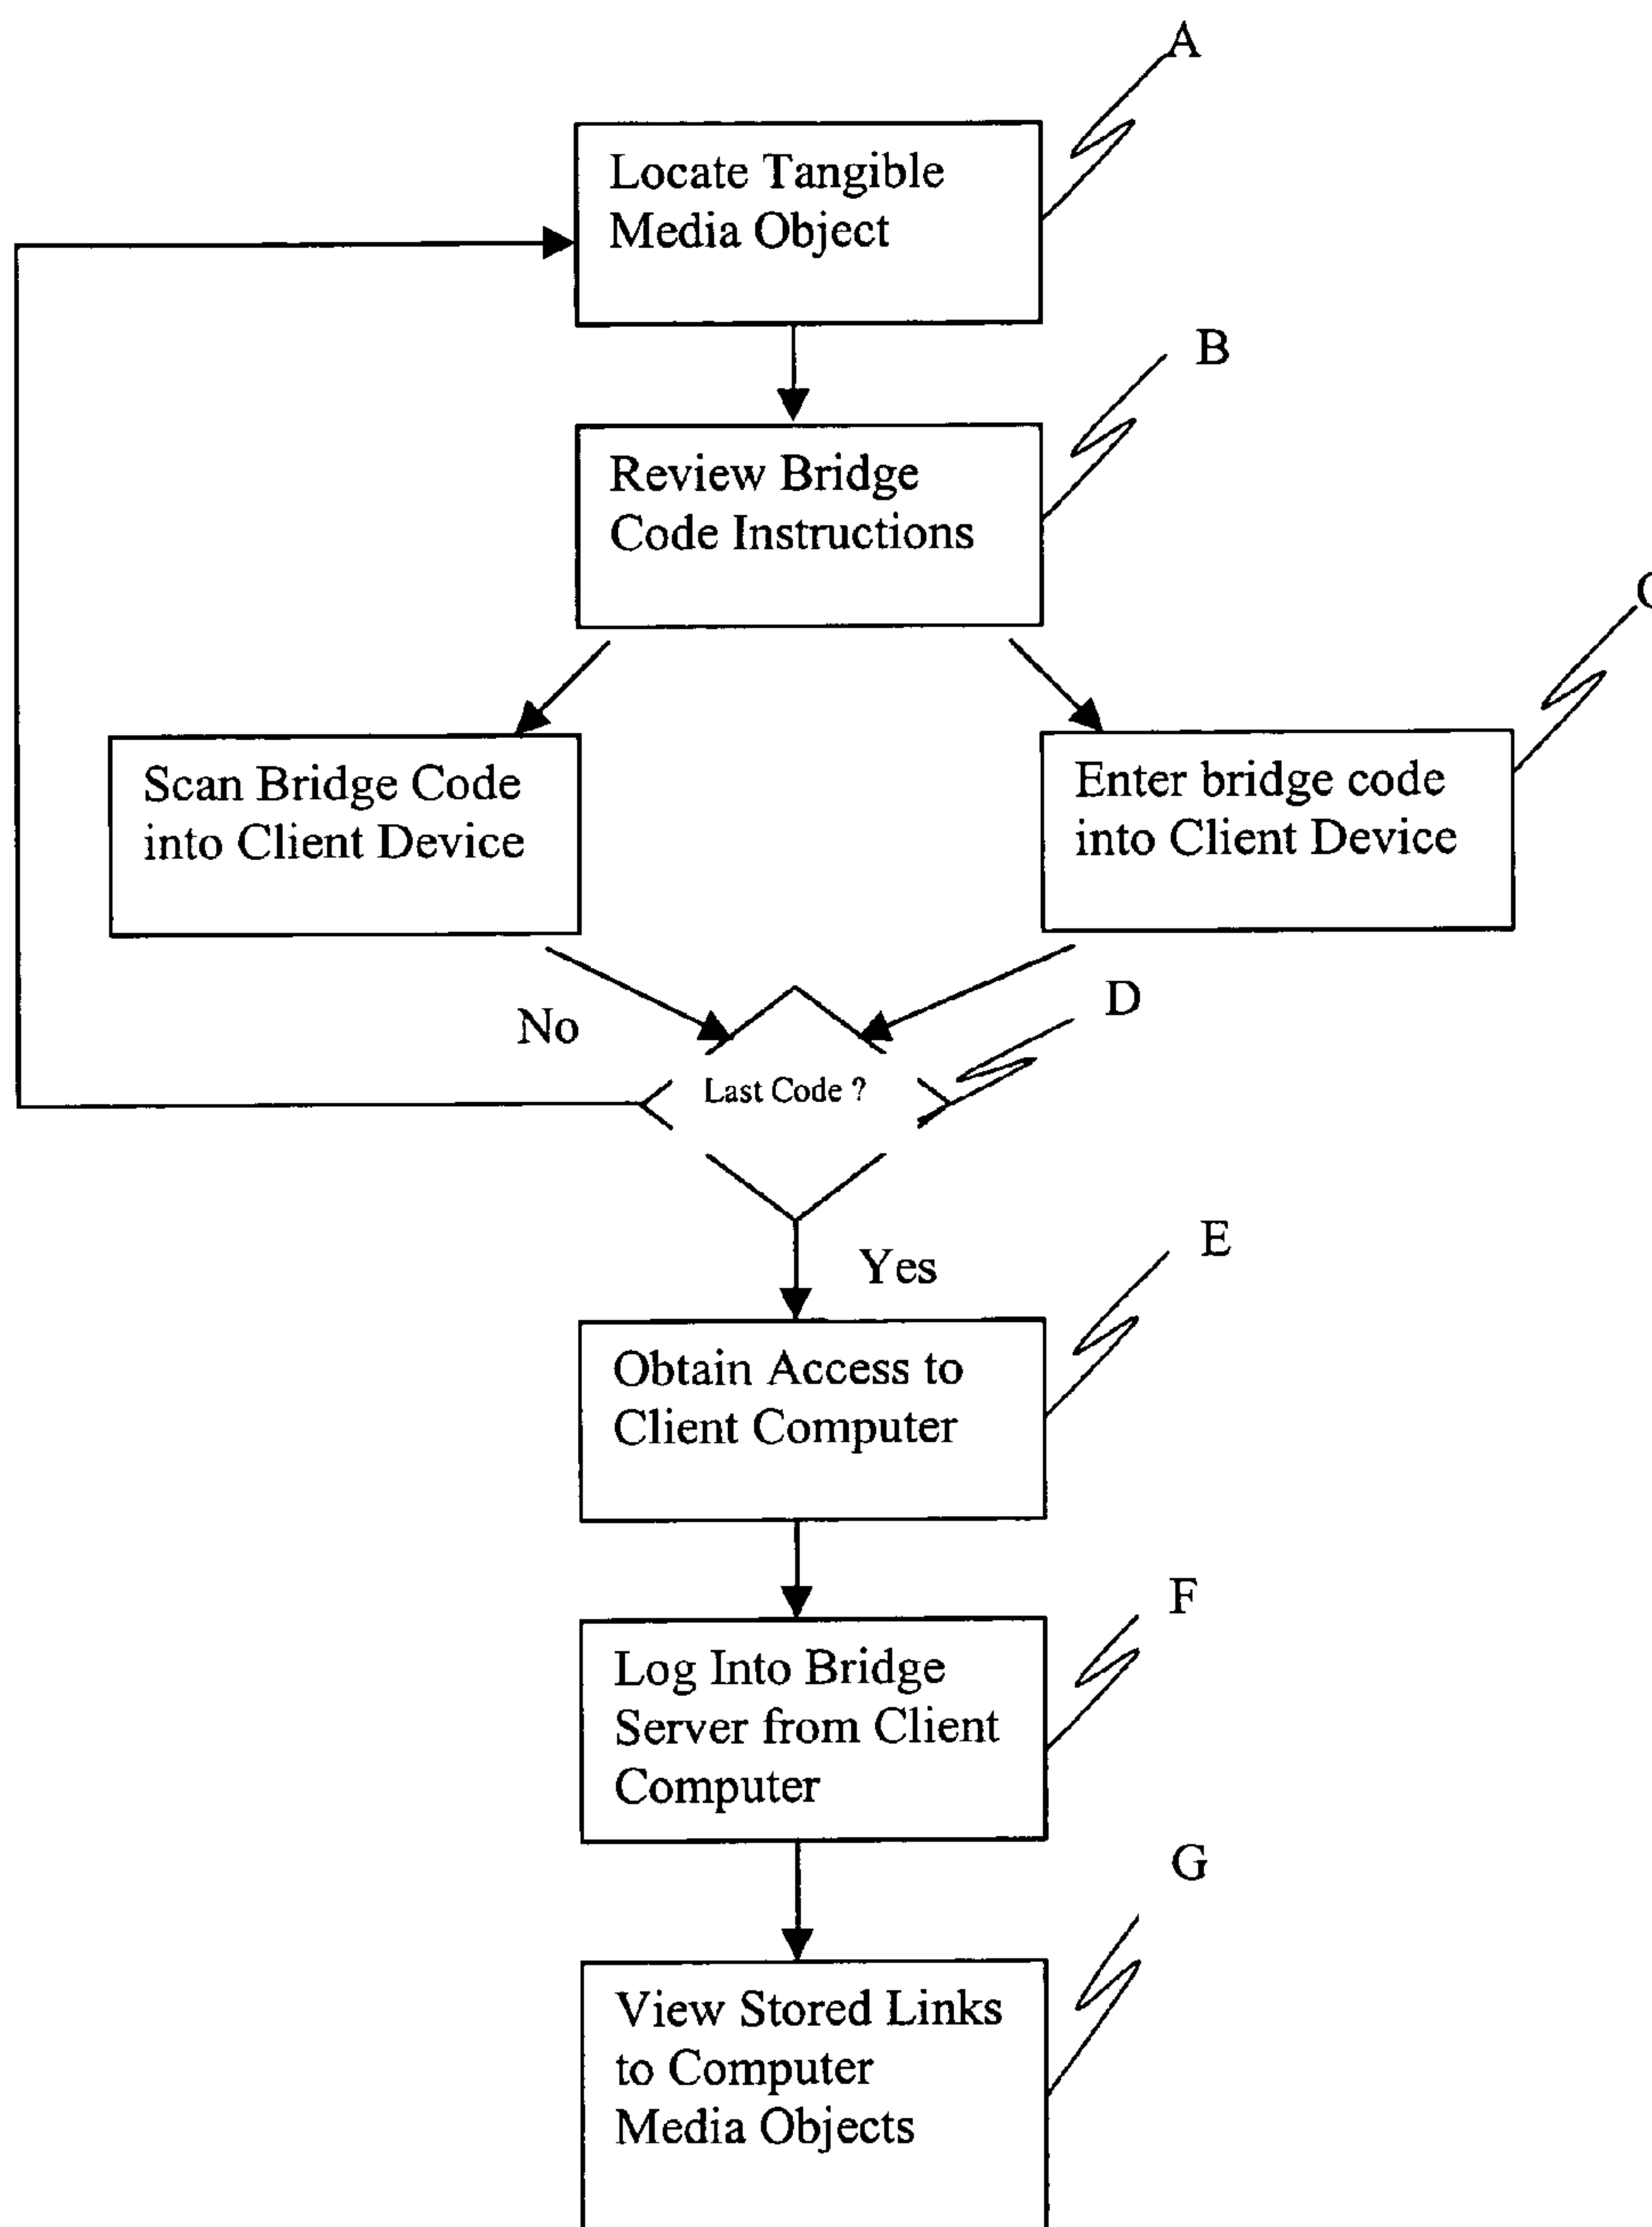 A
Locate Tangible
Media Object
B
Review Bridge
Code Instructions
Scan Bridge Code
into Client Device
Enter bridge code
into Client Device
No
D
Last Code ?
Yes
E
Obtain Access to
Client Computer
F
Log Into Bridge
Server from Client
Computer
G
View Stored Links
to Computer
Media Objects